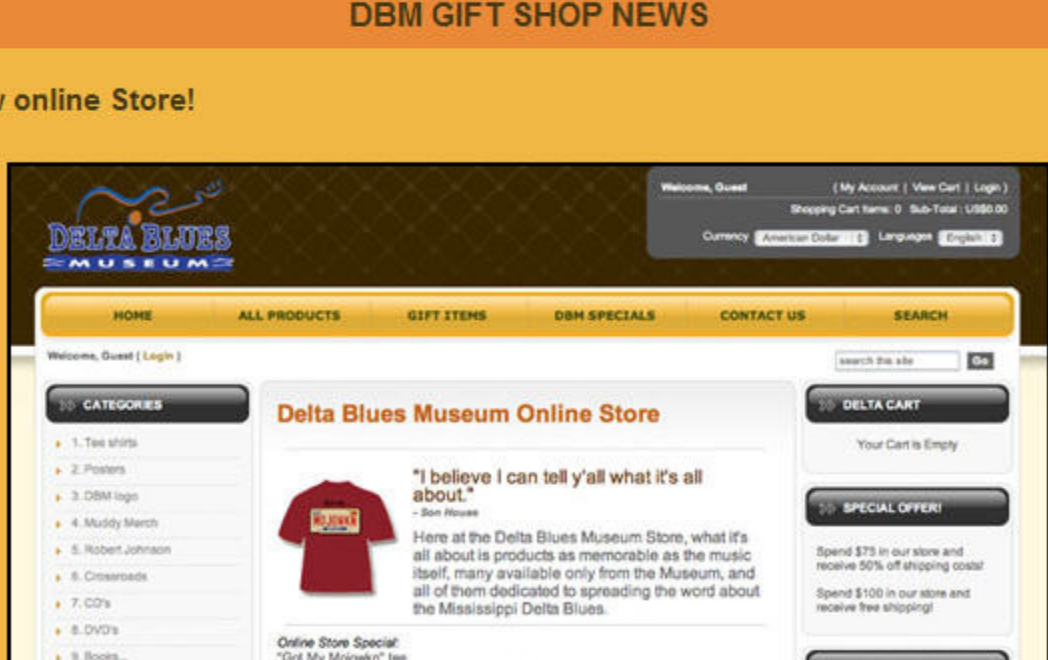 DBM GIFT SHOP NEWS
online Store!
DELTA BLUES
MUSEUM
Welcome, Guest ( My Account | View Cart | Login )
Shopping Cart Items: 0 Sub-Total : US$0.00
Currency American Dollar Languages English
HOME ALL PRODUCTS GIFT ITEMS DBM SPECIALS CONTACT US SEARCH
Welcome, Guest ( Login )
search this site Go
CATEGORIES
1. Tee shirts
2. Posters
3. DBM logo
4. Muddy Merch
5. Robert Johnson
6. Crossroads
7. CD's
8. DVD's
9. Books...
Delta Blues Museum Online Store
MOJOWKN
"I believe I can tell y'all what it's all
about."
- Son House
Here at the Delta Blues Museum Store, what it's
all about is products as memorable as the music
itself, many available only from the Museum, and
all of them dedicated to spreading the word about
the Mississippi Delta Blues.
Online Store Special:
"Got My Mojowkn" tee
DELTA CART
Your Cart is Empty
SPECIAL OFFER!
Spend $75 in our store and
receive 50% off shipping costs!
Spend $100 in our store and
receive free shipping!